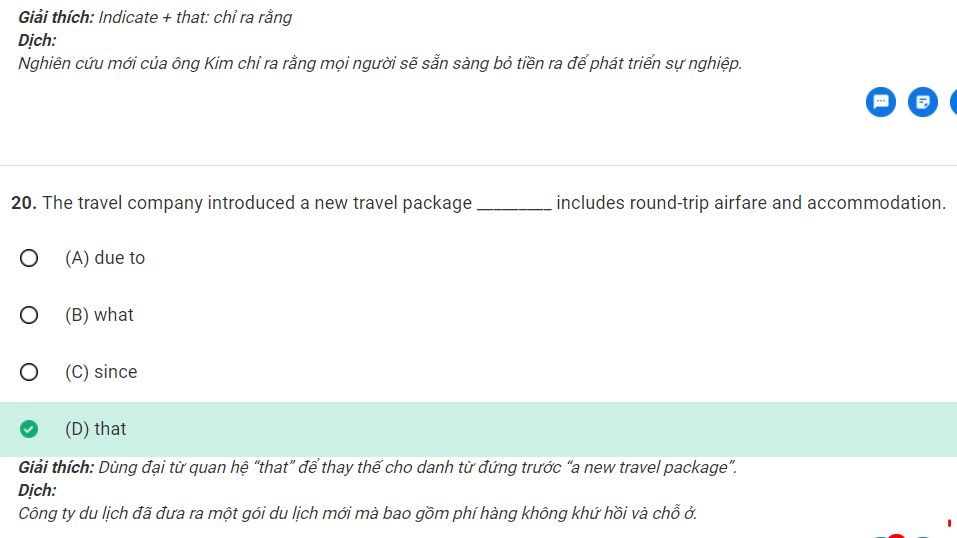 Giải thích: Indicate + that: chỉ ra rằng
Dịch:
Nghiên cứu mới của ông Kim chỉ ra rằng mọi người sẽ sẵn sàng bỏ tiền ra để phát triển sự nghiệp.
20. The travel company introduced a new travel package _________ includes round-trip airfare and accommodation.
(A) due to
(B) what
(C) since
(D) that
Giải thích: Dùng đại từ quan hệ “that” để thay thế cho danh từ đứng trước “a new travel package”.
Dịch:
Công ty du lịch đã đưa ra một gói du lịch mới mà bao gồm phí hàng không khứ hồi và chỗ ở.